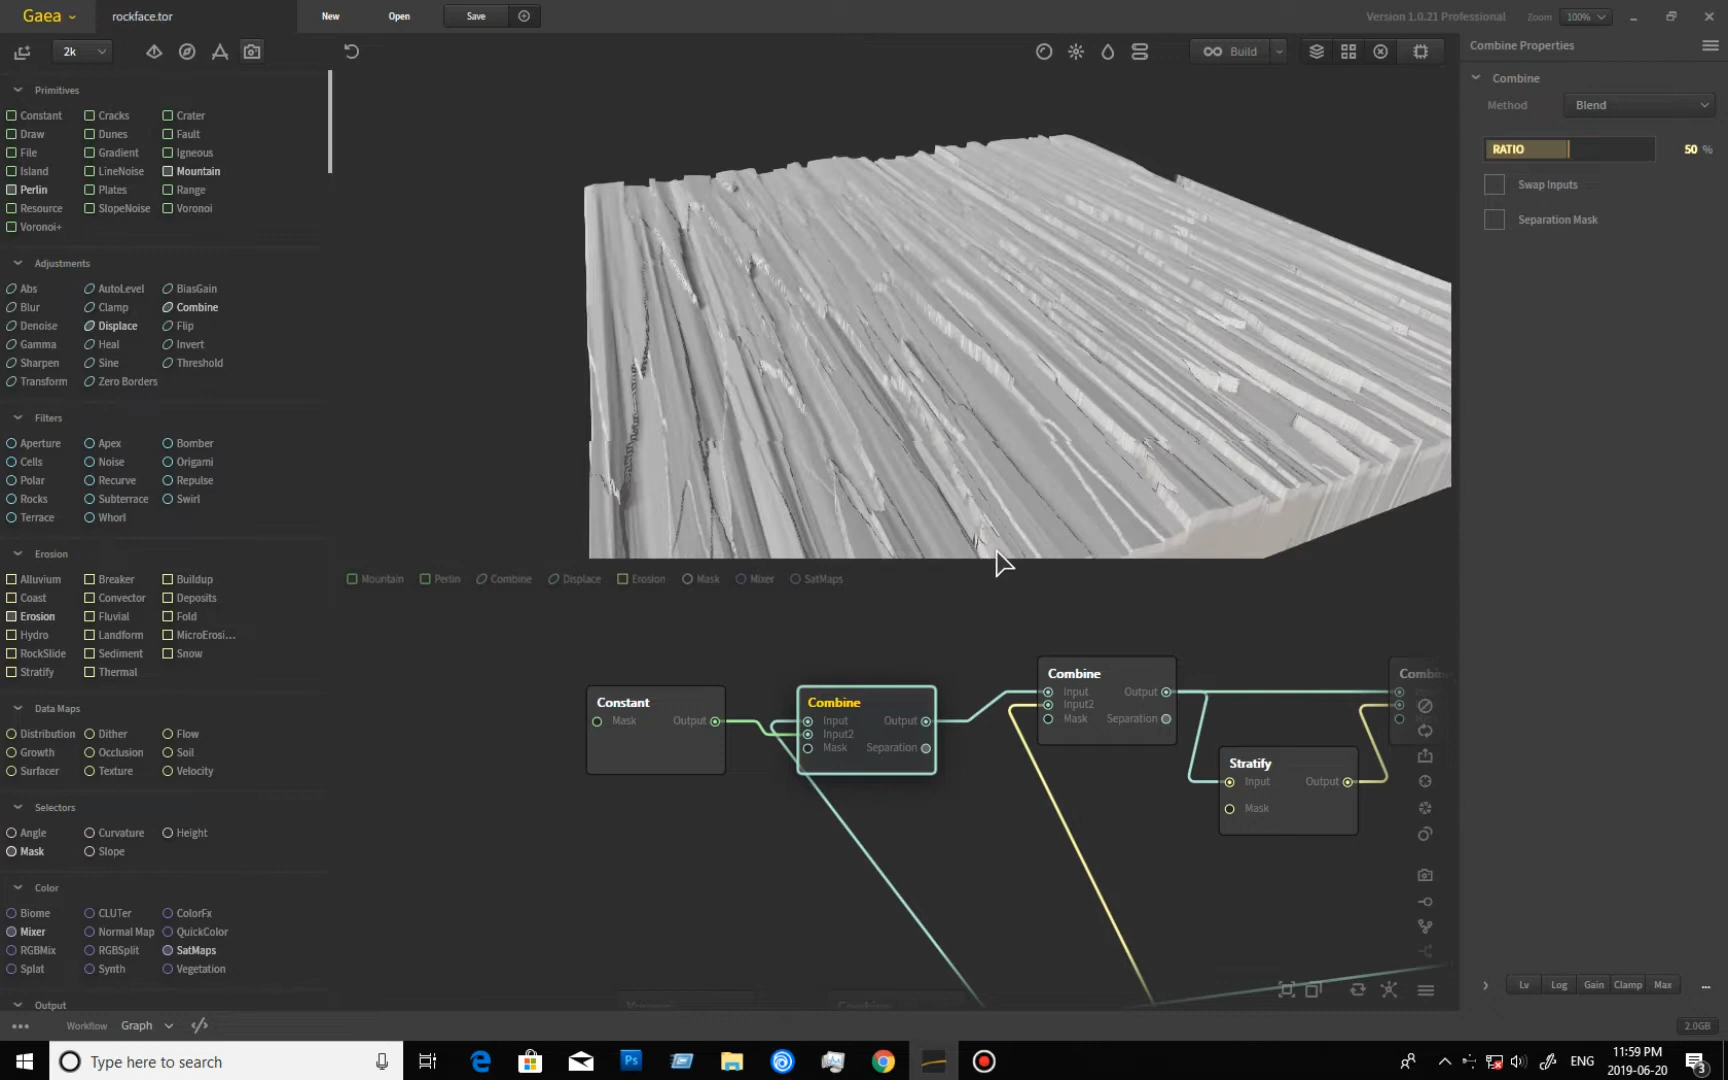 Gaea
rockface.tor
New
Open
Save
Version 1.0.21 Professional
Zoom
100%
2k
Build
Combine Properties
Combine
Method
Blend
RATIO
50 %
Swap Inputs
Separation Mask
Primitives
Constant Cracks Crater
Draw Dunes Fault
File Gradient Igneous
Island LineNoise Mountain
Perlin Plates Range
Resource SlopeNoise Voronoi
Voronoi+
Adjustments
Abs AutoLevel BiasGain
Blur Clamp Combine
Denoise Displace Flip
Gamma Heal Invert
Sharpen Sine Threshold
Transform Zero Borders
Filters
Aperture Apex Bomber
Cells Noise Origami
Polar Recurve Repulse
Rocks Subterrace Swirl
Terrace Whorl
Erosion
Alluvium Breaker Buildup
Coast Convector Deposits
Erosion Fluvial Fold
Hydro Landform MicroErosi...
RockSlide Sediment Snow
Stratify Thermal
Data Maps
Distribution Dither Flow
Growth Occlusion Soil
Surfacer Texture Velocity
Selectors
Angle Curvature Height
Mask Slope
Color
Biome CLUTer ColorFx
Mixer Normal Map QuickColor
RGBMix RGBSplit SatMaps
Splat Synth Vegetation
Output
Mountain Perlin Combine Displace Erosion Mask Mixer SatMaps
Constant
Mask Output
Combine
Input Output
Input2
Mask Separation
Combine
Input Output
Input2
Mask Separation
Stratify
Input Output
Mask
Combin
Lv Log Gain Clamp Max ...
Workflow Graph
2.0GB
Type here to search
Ps
ENG
11:59 PM
2019-06-20
3